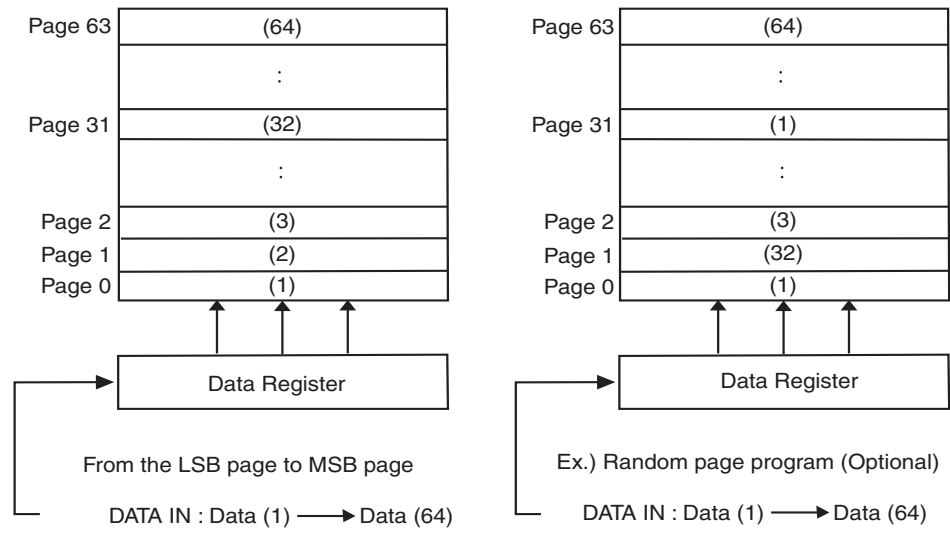 Page 63 (64)
:
Page 31 (32)
:
Page 2 (3)
Page 1 (2)
Page 0 (1)
Data Register
From the LSB page to MSB page
DATA IN : Data (1) Data (64)
Page 63 (64)
:
Page 31 (1)
:
Page 2 (3)
Page 1 (32)
Page 0 (1)
Data Register
Ex.) Random page program (Optional)
DATA IN : Data (1) Data (64)